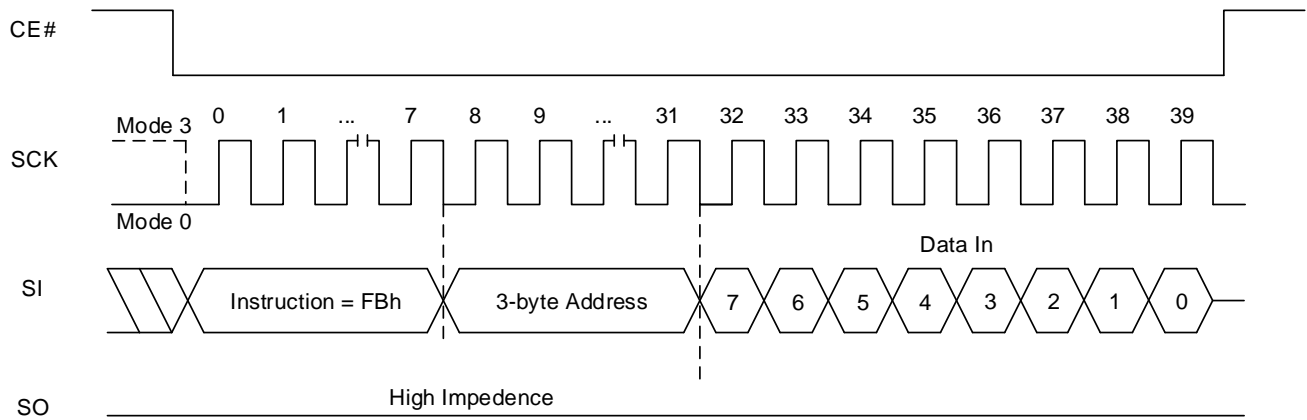 CE#
0 1 ... 7 8 9 ... 31 32 33 34 35 36 37 38 39
Mode 3
SCK
Mode 0
Data In
SI
Instruction = FBh
3-byte Address
7 6 5 4 3 2 1 0
High Impedence
SO